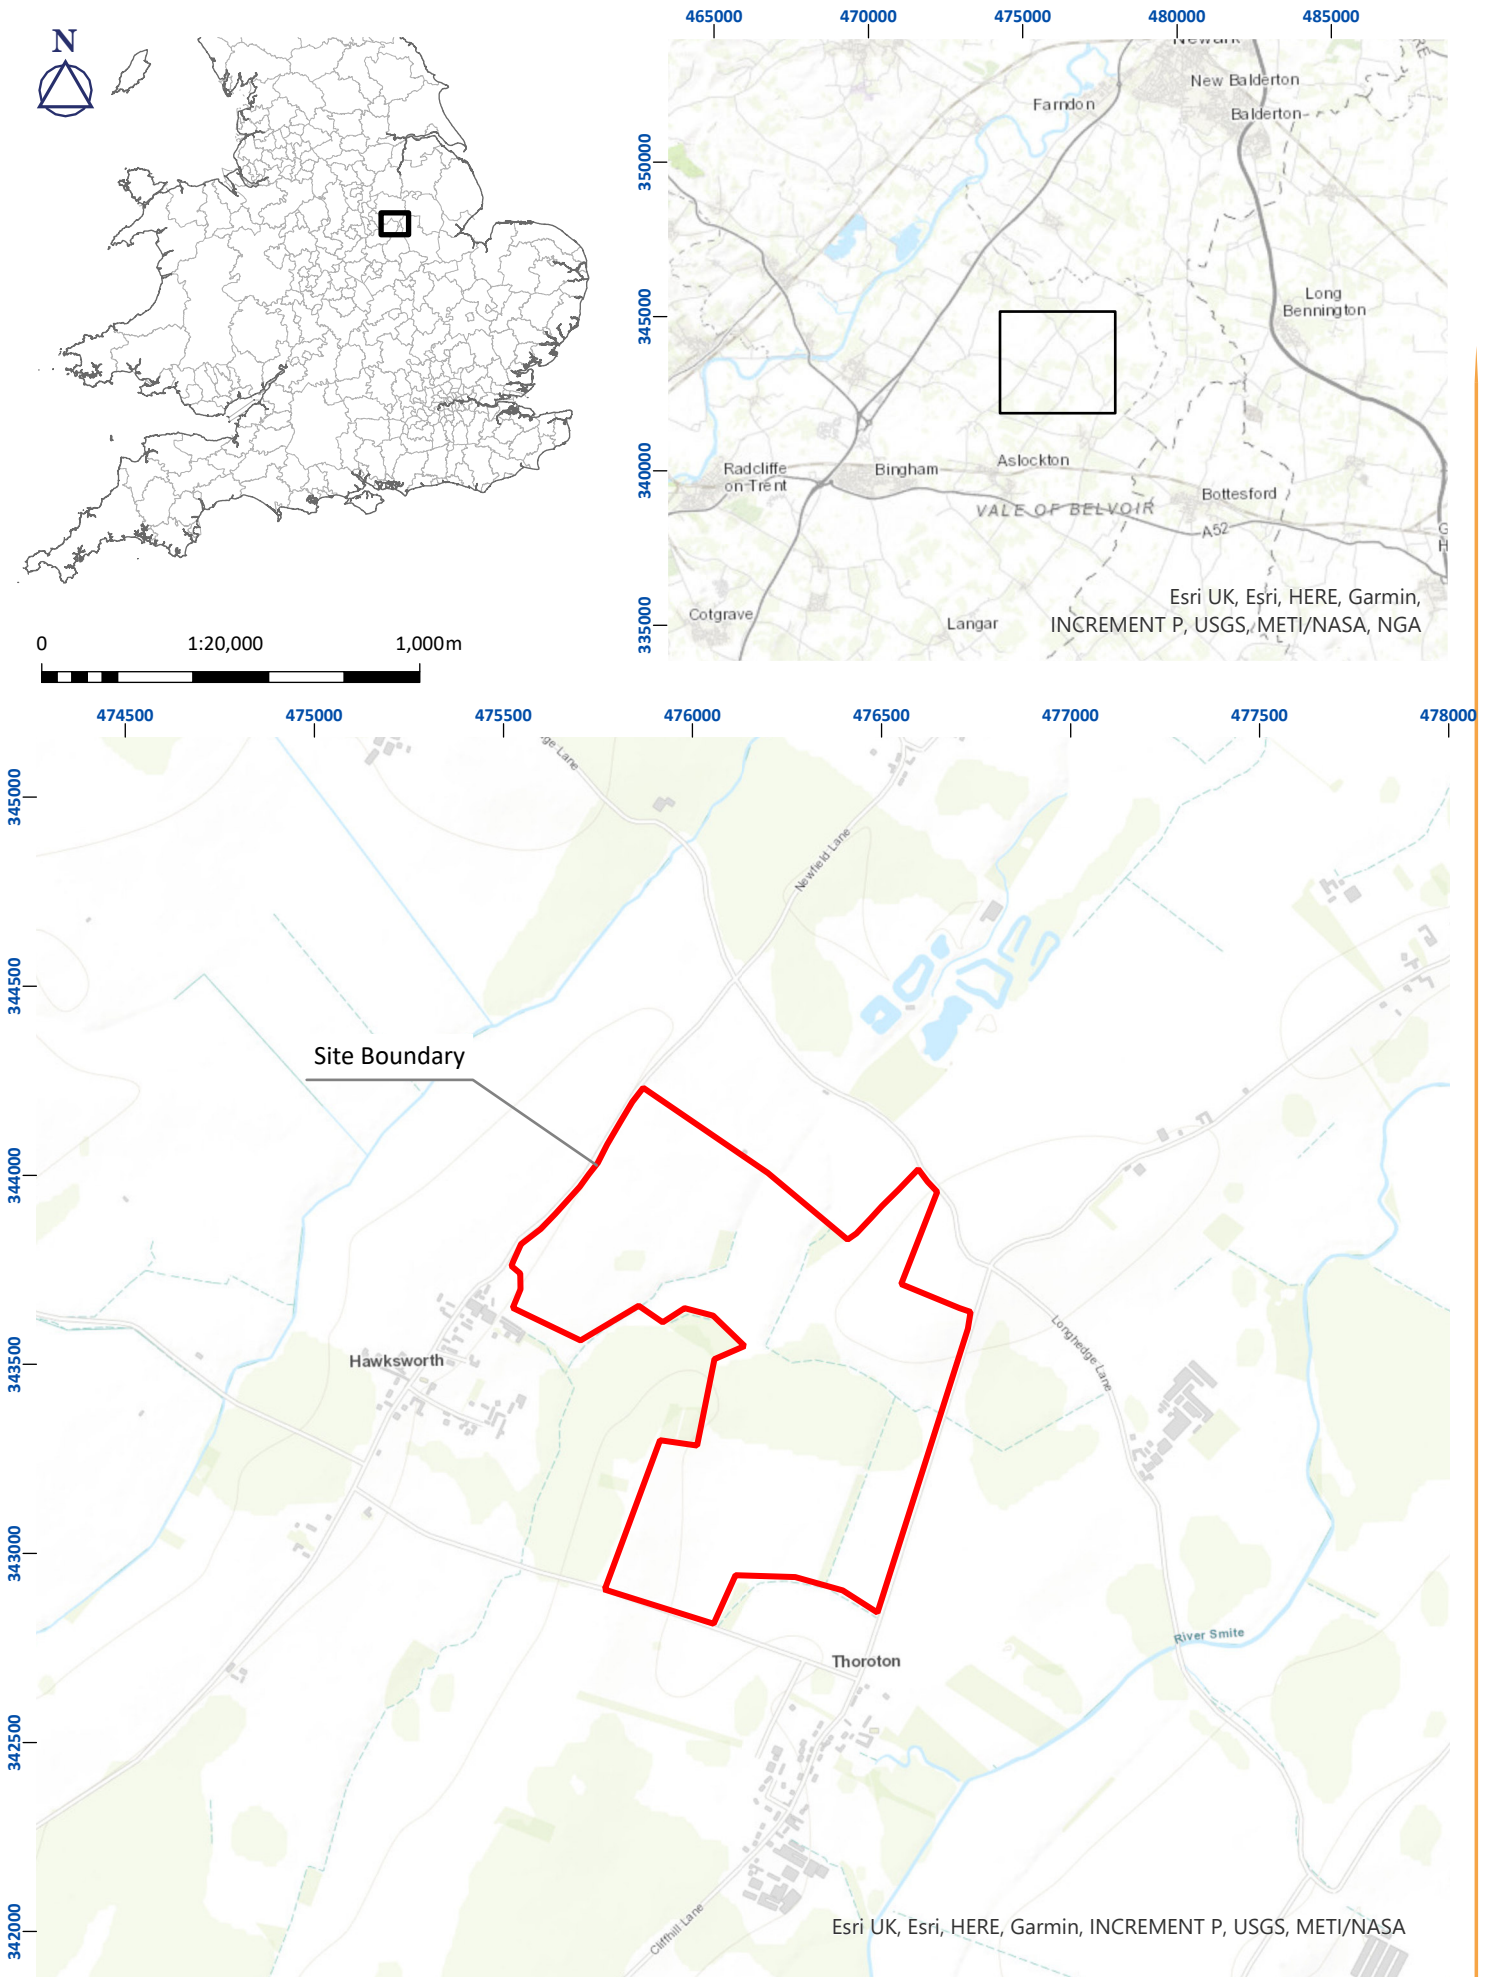 N
465000
470000
475000
480000
485000
350000
345000
340000
335000
Newark
New Balderton
Farndon
Balderton
Long
Bennington
Radcliffe
on Trent
Bingham
Aslockton
Bottesford
VALE OF BELVOIR
A52
G
H
Cotgrave
Langar
Esri UK, Esri, HERE, Garmin,
INCREMENT P, USGS, METI/NASA, NGA
0
1:20,000
1,000m
474500
475000
475500
476000
476500
477000
477500
478000
345000
344500
344000
343500
343000
342500
342000
ge Lane
Newfield Lane
Site Boundary
Longhedge Lane
Hawksworth
River Smite
Thoroton
Cliffhill Lane
Esri UK, Esri, HERE, Garmin, INCREMENT P, USGS, METI/NASA